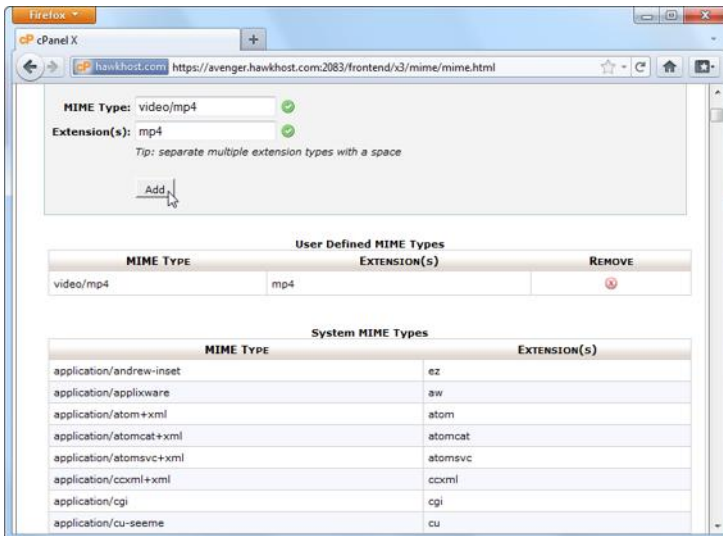 Firefox
cPanel X
hawkhost.com https://avenger.hawkhost.com:2083/frontend/x3/mime/mime.html
MIME Type: video/mp4
Extension(s): mp4
Tip: separate multiple extension types with a space
Add
User Defined MIME Types
MIME Type Extension(s) Remove
video/mp4 mp4
System MIME Types
MIME Type Extension(s)
application/andrew-inset ez
application/applixware aw
application/atom+xml atom
application/atomcat+xml atomcat
application/atomsvc+xml atomsvc
application/ccxml+xml ccxml
application/cgi cgi
application/cu-seeme cu